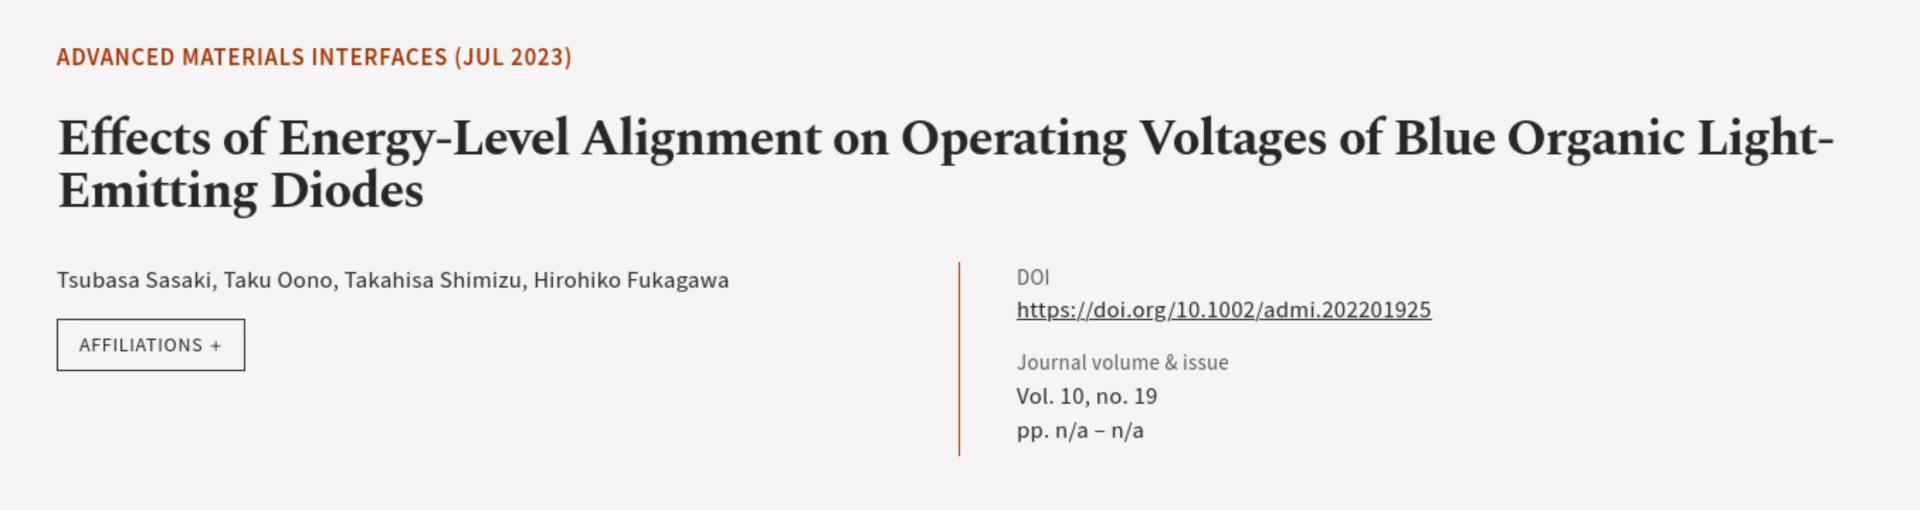 ADVANCED MATERIALS INTERFACES (JUL 2023)
Effects of Energy-Level Alignment on Operating Voltages of Blue Organic Light-
Emitting Diodes
Tsubasa Sasaki, Taku Oono, Takahisa Shimizu, Hirohiko Fukagawa
AFFILIATIONS +
DOI
https://doi.org/10.1002/admi.202201925
Journal volume & issue
Vol. 10, no. 19
pp. n/a – n/a